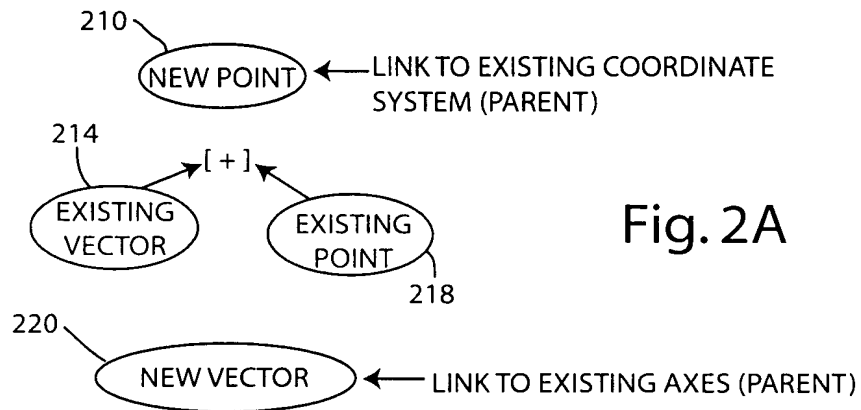 210
NEW POINT
LINK TO EXISTING COORDINATE
SYSTEM (PARENT)
214
[ + ]
EXISTING
VECTOR
EXISTING
POINT
218
Fig. 2A
220
NEW VECTOR
LINK TO EXISTING AXES (PARENT)